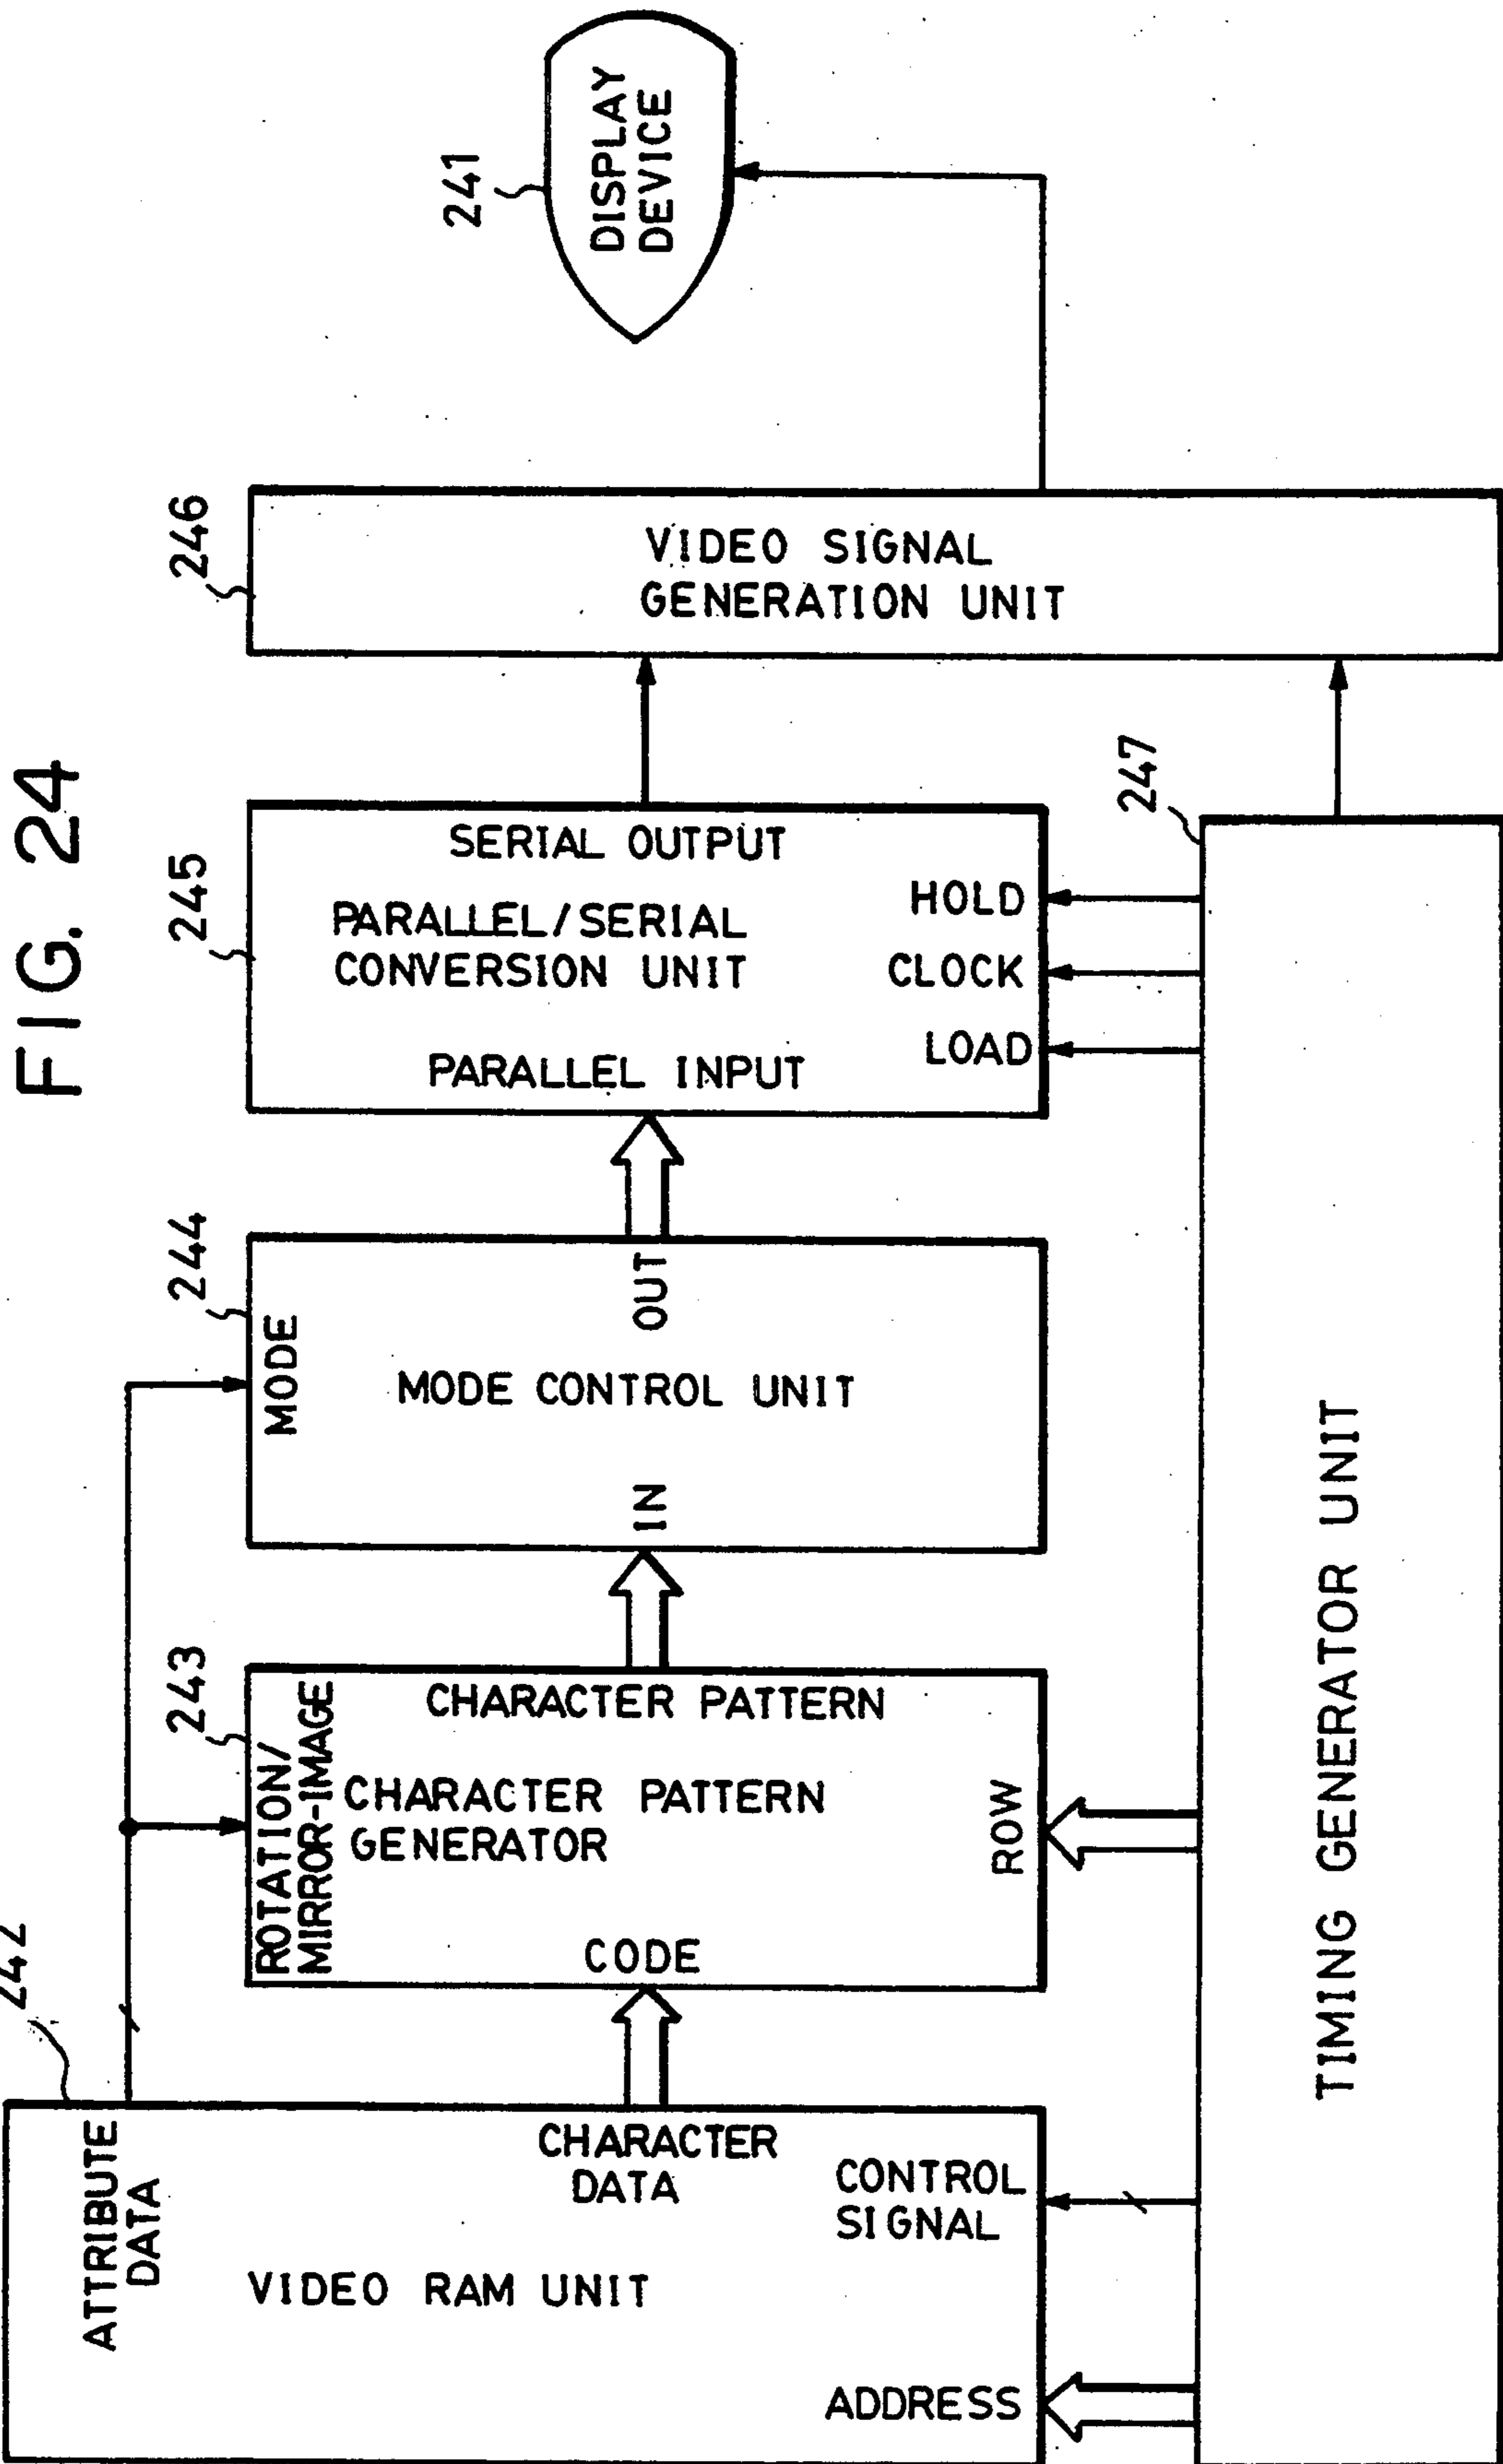 FIG. 24
242
ATTRIBUTE
DATA
CHARACTER
DATA
VIDEO RAM UNIT
CONTROL
SIGNAL
ADDRESS
243
ROTATION/
MIRROR-IMAGE
CHARACTER PATTERN
CHARACTER PATTERN
GENERATOR
CODE
ROW
244
MODE
MODE CONTROL UNIT
IN
OUT
245
SERIAL OUTPUT
PARALLEL/SERIAL
CONVERSION UNIT
PARALLEL INPUT
HOLD
CLOCK
LOAD
246
VIDEO SIGNAL
GENERATION UNIT
241
DISPLAY
DEVICE
247
TIMING GENERATOR UNIT